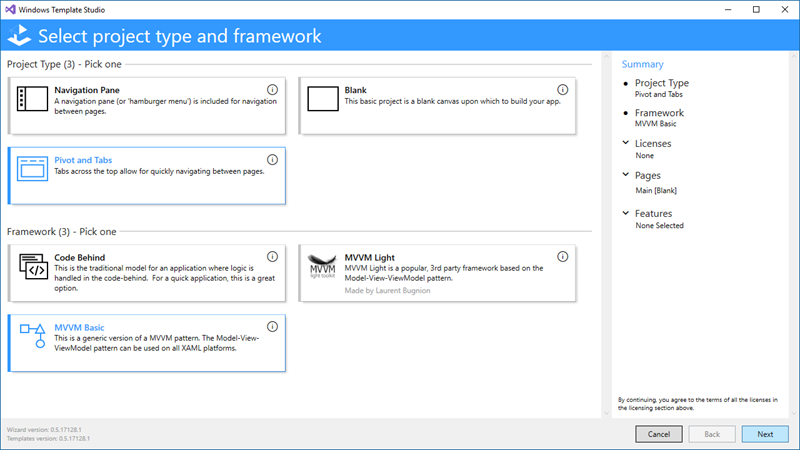 Windows Template Studio
Select project type and framework
Project Type (3) - Pick one
Navigation Pane
A navigation pane (or 'hamburger menu') is included for navigation
between pages.
Blank
This basic project is a blank canvas upon which to build your app.
Pivot and Tabs
Tabs across the top allow for quickly navigating between pages.
Framework (3) - Pick one
Code Behind
This is the traditional model for an application where logic is
handled in the code-behind. For a quick application, this is a great
option.
MVVM
light toolkit
MVVM Light
MVVM Light is a popular, 3rd party framework based on the
Model-View-ViewModel pattern.
Made by Laurent Bugnion
MVVM Basic
This is a generic version of a MVVM pattern. The Model-View-
ViewModel pattern can be used on all XAML platforms.
Summary
Project Type
Pivot and Tabs
Framework
MVVM Basic
Licenses
None
Pages
Main [Blank]
Features
None Selected
By continuing, you agree to the terms of all the licenses in
the licensing section above.
Wizard version: 0.5.17128.1
Templates version: 0.5.17128.1
Cancel
Back
Next